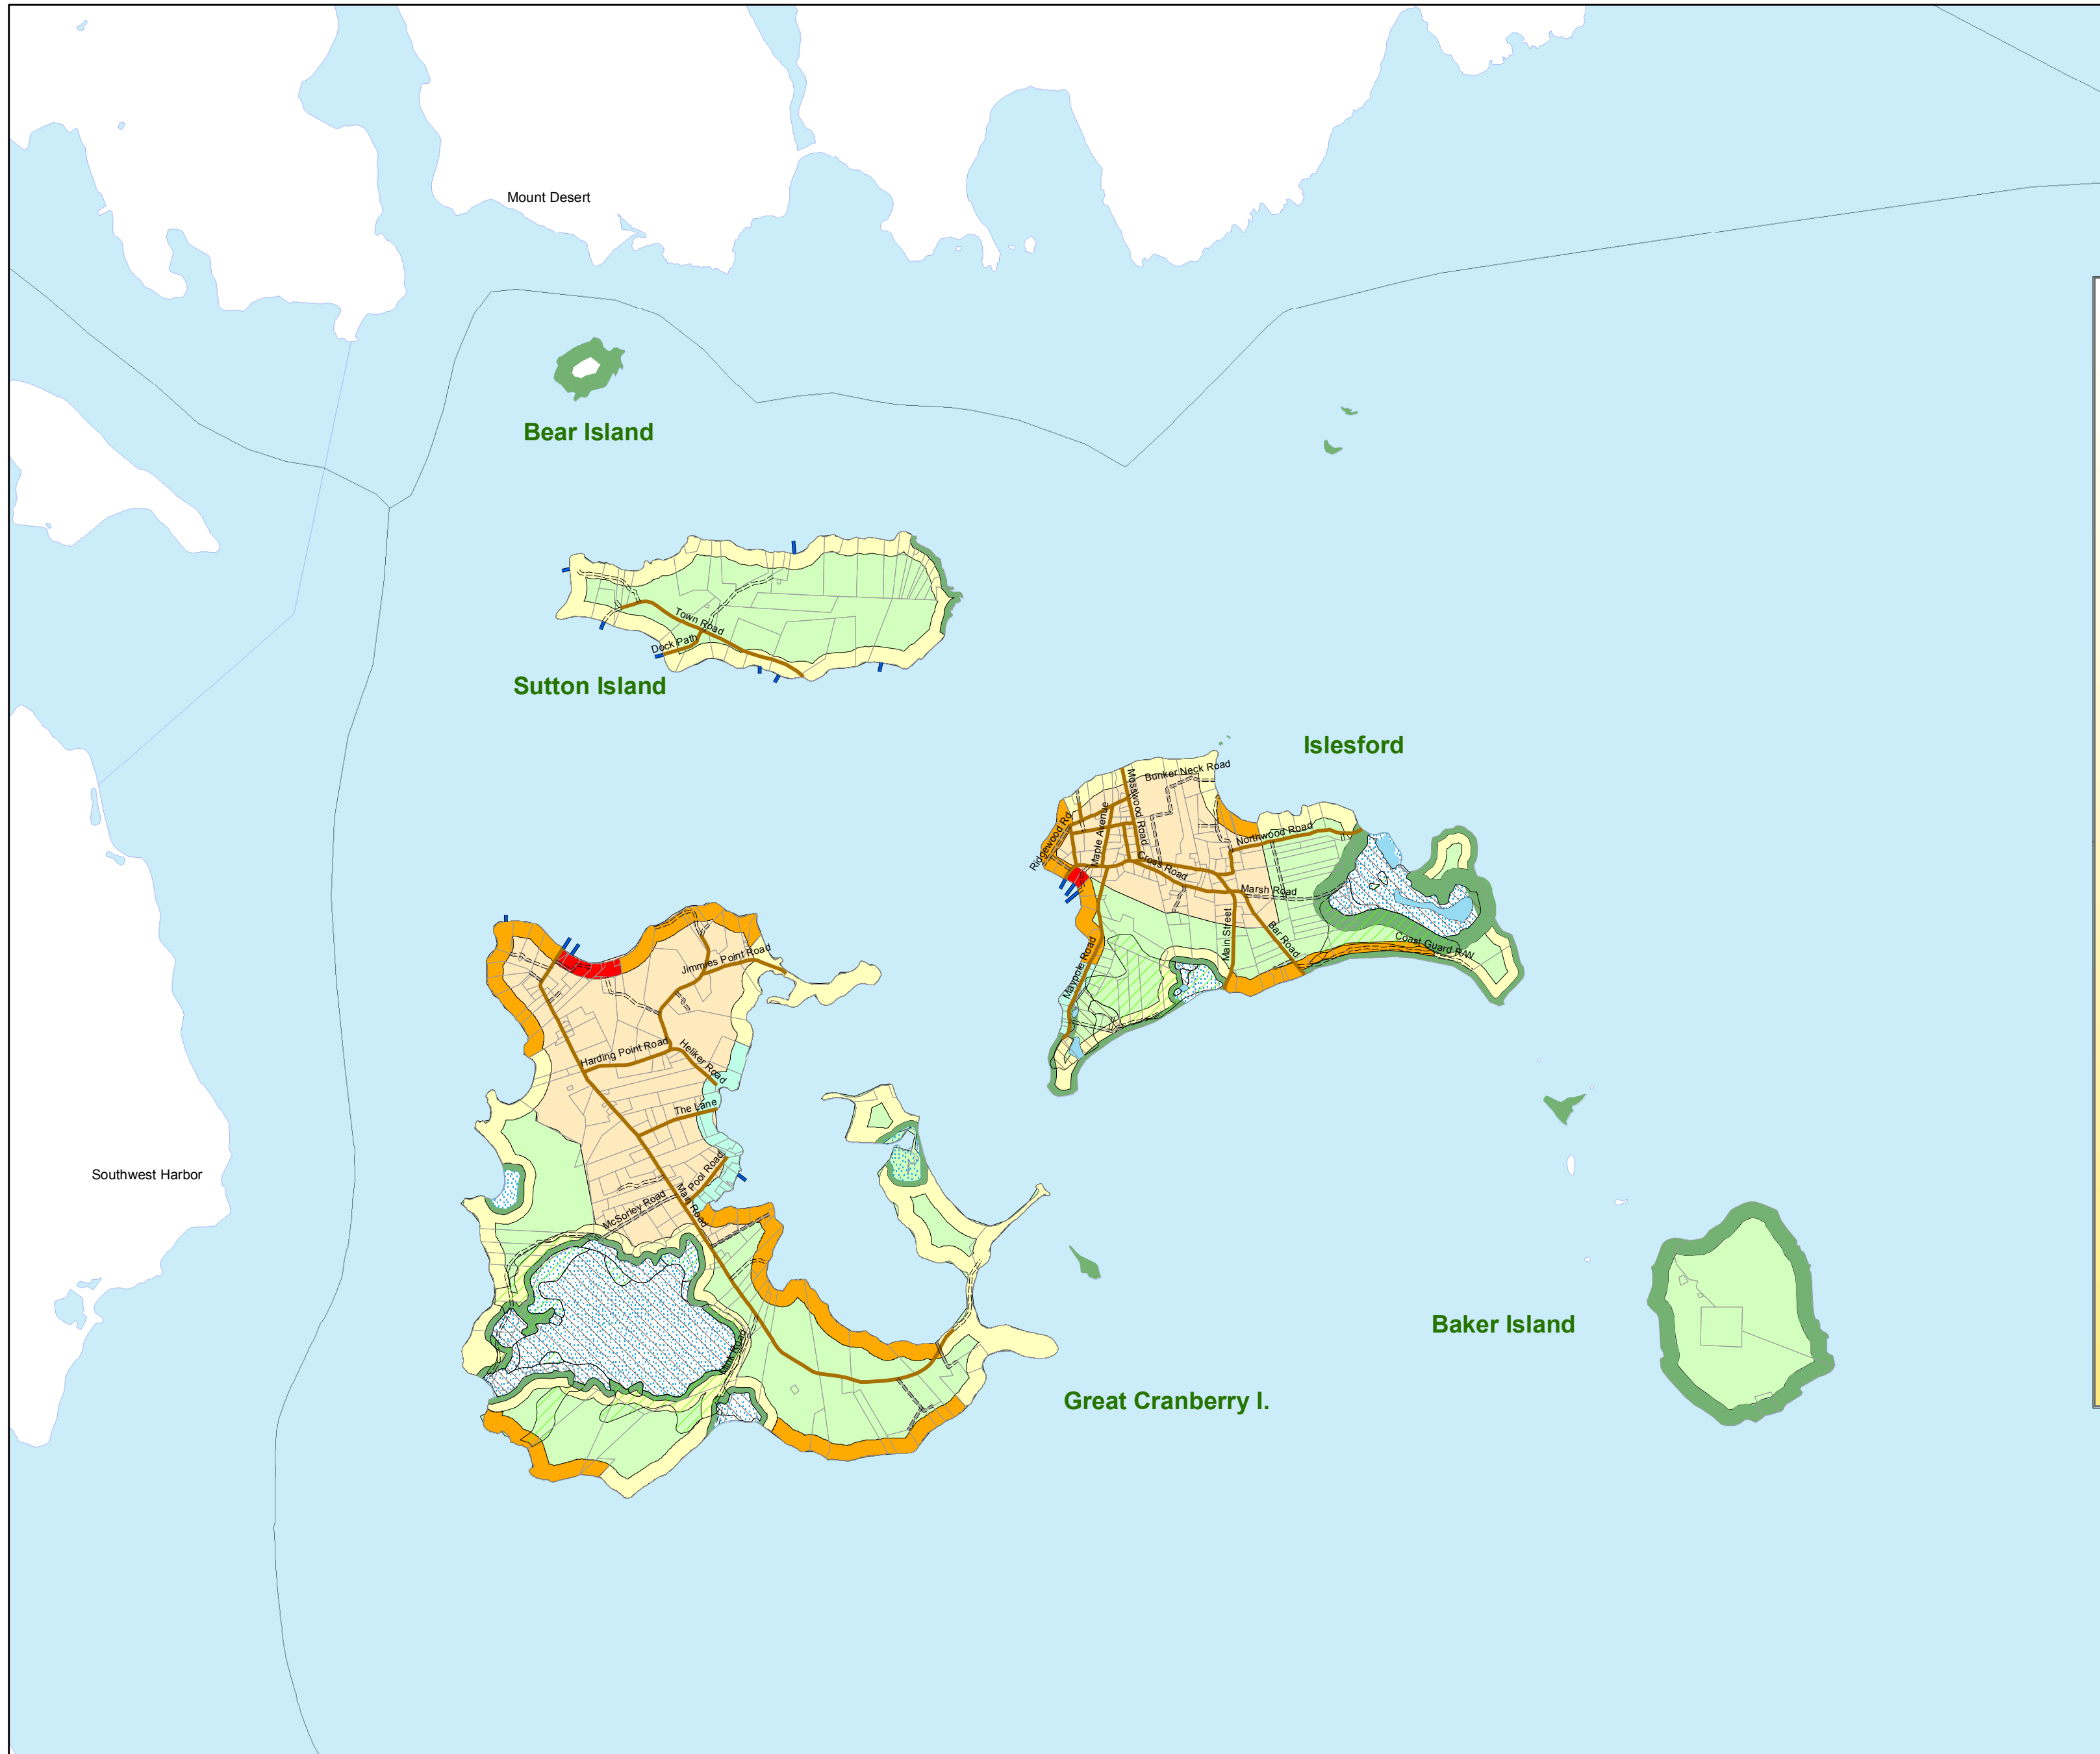 Mount Desert
Bear Island
Town Road
Dock Path
Sutton Island
Islesford
Bunker Neck Road
Mosswood Road
Maple Avenue
Ridgewood Rd
Northwood Road
Cross Road
Marsh Road
Main Street
Bar Road
Coast Guard R/W
Maypole Road
Jimmies Point Road
Harding Point Road
Heliker Road
The Lane
Southwest Harbor
Pool Road
McSorley Road
Main Road
Baker Island
Great Cranberry I.